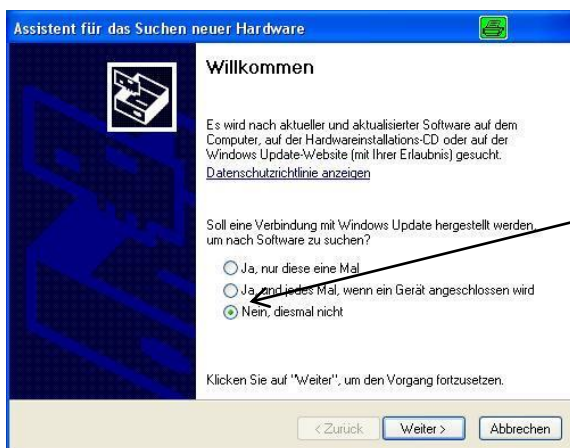 Assistent für das Suchen neuer Hardware
Willkommen
Es wird nach aktueller und aktualisierter Software auf dem
Computer, auf der Hardwareinstallations-CD oder auf der
Windows Update-Website (mit Ihrer Erlaubnis) gesucht.
Datenschutzrichtlinie anzeigen
Soll eine Verbindung mit Windows Update hergestellt werden,
um nach Software zu suchen?
Ja, nur diese eine Mal
Ja, und jedes Mal, wenn ein Gerät angeschlossen wird
Nein, diesmal nicht
Klicken Sie auf "Weiter", um den Vorgang fortzusetzen.
< Zurück Weiter > Abbrechen